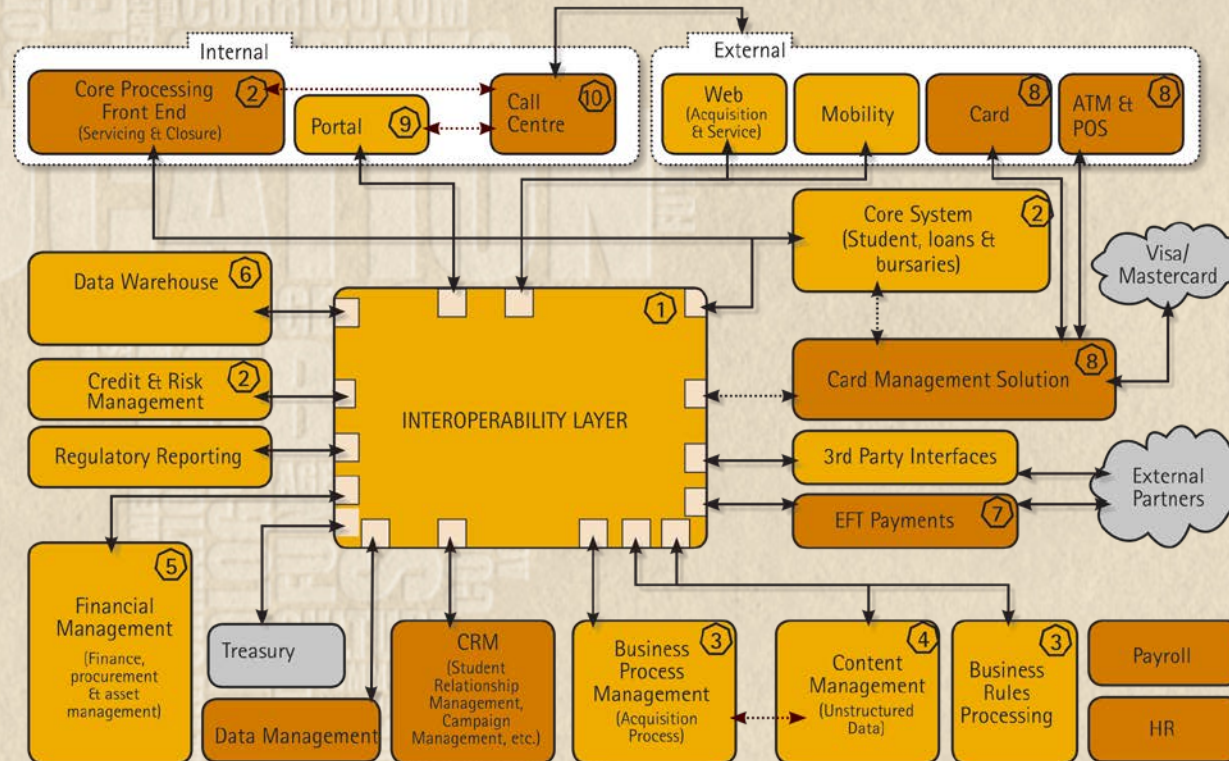 Internal
External
Core Processing
Front End
(Servicing & Closure)
2
Portal
9
Call
Centre
10
Web
(Acquisition
& Service)
Mobility
Card
8
ATM &
POS
8
Core System
(Student, loans &
bursaries)
2
Visa/
Mastercard
Data Warehouse
6
1
INTEROPERABILITY LAYER
Credit & Risk
Management
2
Card Management Solution
8
Regulatory Reporting
3rd Party Interfaces
External
Partners
EFT Payments
7
5
Financial
Management
(Finance,
procurement
& asset
management)
Treasury
Data Management
CRM
(Student
Relationship
Management,
Campaign
Management, etc.)
Business
Process
Management
(Acquisition
Process)
3
Content
Management
(Unstructured
Data)
4
Business
Rules
Processing
3
Payroll
HR